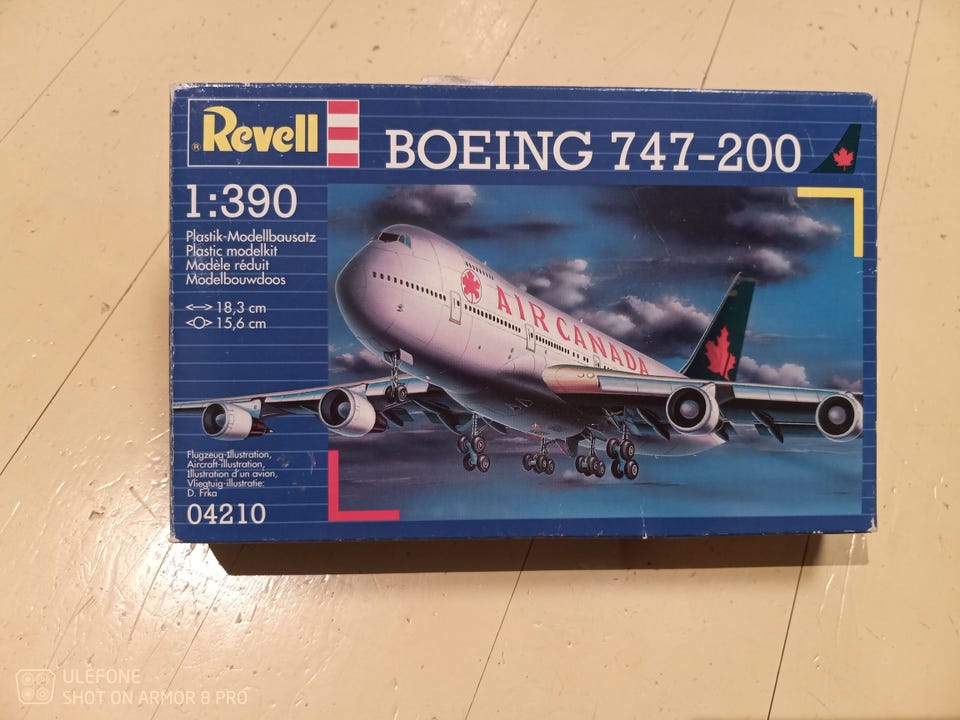 ® Revell
BOEING 747-200
1:390
Plastik-Modellbausatz
Plastic modelkit
Modèle réduit
Modelbouwdoos
18,3 cm
15,6 cm
AIR CANADA
Flugzeug-Illustration,
Aircraft-illustration,
Illustration d'un avion,
Vliegtuig-illustratie:
D. Frka
04210
ULEFONE
SHOT ON ARMOR 8 PRO